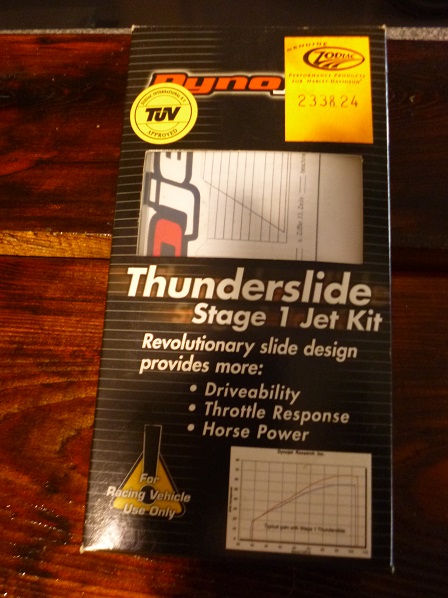 GENUINE
ZODIAC
PERFORMANCE PRODUCTS
FOR HARLEY-DAVIDSON
233824
Dynoj
TÜV
APPROVED
oje
Thunderslide
Stage 1 Jet Kit
Revolutionary slide design
provides more:
• Driveability
• Throttle Response
• Horse Power
For
Racing Vehicle
Use Only
Dynojet Research Inc.
Typical gain with Stage 1 Thunderslide